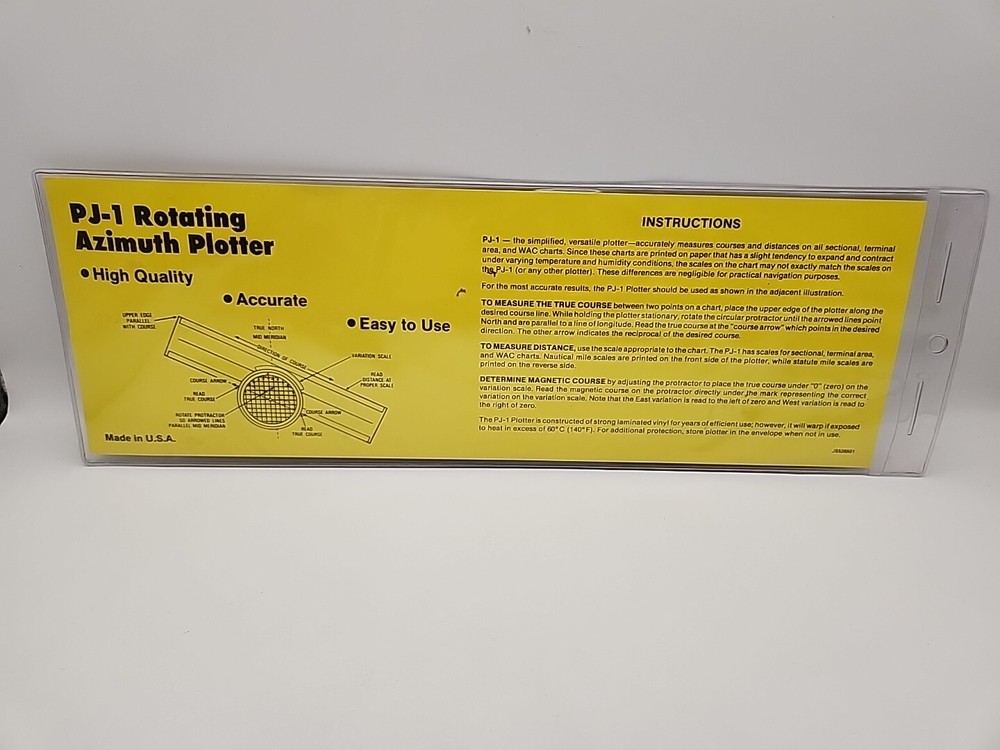 PJ-1 Rotating
Azimuth Plotter
• High Quality
• Accurate
• Easy to Use
UPPER EDGE
PARALLEL
WITH COURSE
TRUE NORTH
MID MERIDIAN
DIRECTION OF COURSE
VARIATION SCALE
READ
DISTANCE AT
PROPER SCALE
COURSE ARROW
READ
TRUE COURSE
ROTATE PROTRACTOR
SO ARROWED LINES
PARALLEL MID MERIDIAN
COURSE ARROW
READ
TRUE COURSE
Made in U.S.A.
INSTRUCTIONS
PJ-1 — the simplified, versatile plotter—accurately measures courses and distances on all sectional, terminal
area, and WAC charts. Since these charts are printed on paper that has a slight tendency to expand and contract
under varying temperature and humidity conditions, the scales on the chart may not exactly match the scales on
the PJ-1 (or any other plotter). These differences are negligible for practical navigation purposes.
For the most accurate results, the PJ-1 Plotter should be used as shown in the adjacent illustration.
TO MEASURE THE TRUE COURSE between two points on a chart, place the upper edge of the plotter along the
desired course line. While holding the plotter stationary, rotate the circular protractor until the arrowed lines point
North and are parallel to a line of longitude. Read the true course at the "course arrow" which points in the desired
direction. The other arrow indicates the reciprocal of the desired course.
TO MEASURE DISTANCE, use the scale appropriate to the chart. The PJ-1 has scales for sectional, terminal area,
and WAC charts. Nautical mile scales are printed on the front side of the plotter, while statute mile scales are
printed on the reverse side.
DETERMINE MAGNETIC COURSE by adjusting the protractor to place the true course under "0" (zero) on the
variation scale. Read the magnetic course on the protractor directly under the mark representing the correct
variation on the variation scale. Note that the East variation is read to the left of zero and West variation is read to
the right of zero.
The PJ-1 Plotter is constructed of strong laminated vinyl for years of efficient use; however, it will warp if exposed
to heat in excess of 60°C (140°F). For additional protection, store plotter in the envelope when not in use.